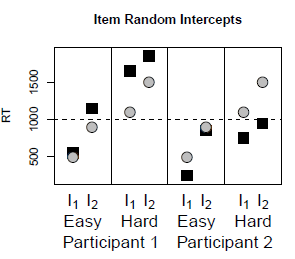 Item Random Intercepts
RT
1500
1000
500
I₁ I₂ I₁ I₂ I₁ I₂ I₁ I₂
Easy Hard Easy Hard
Participant 1 Participant 2